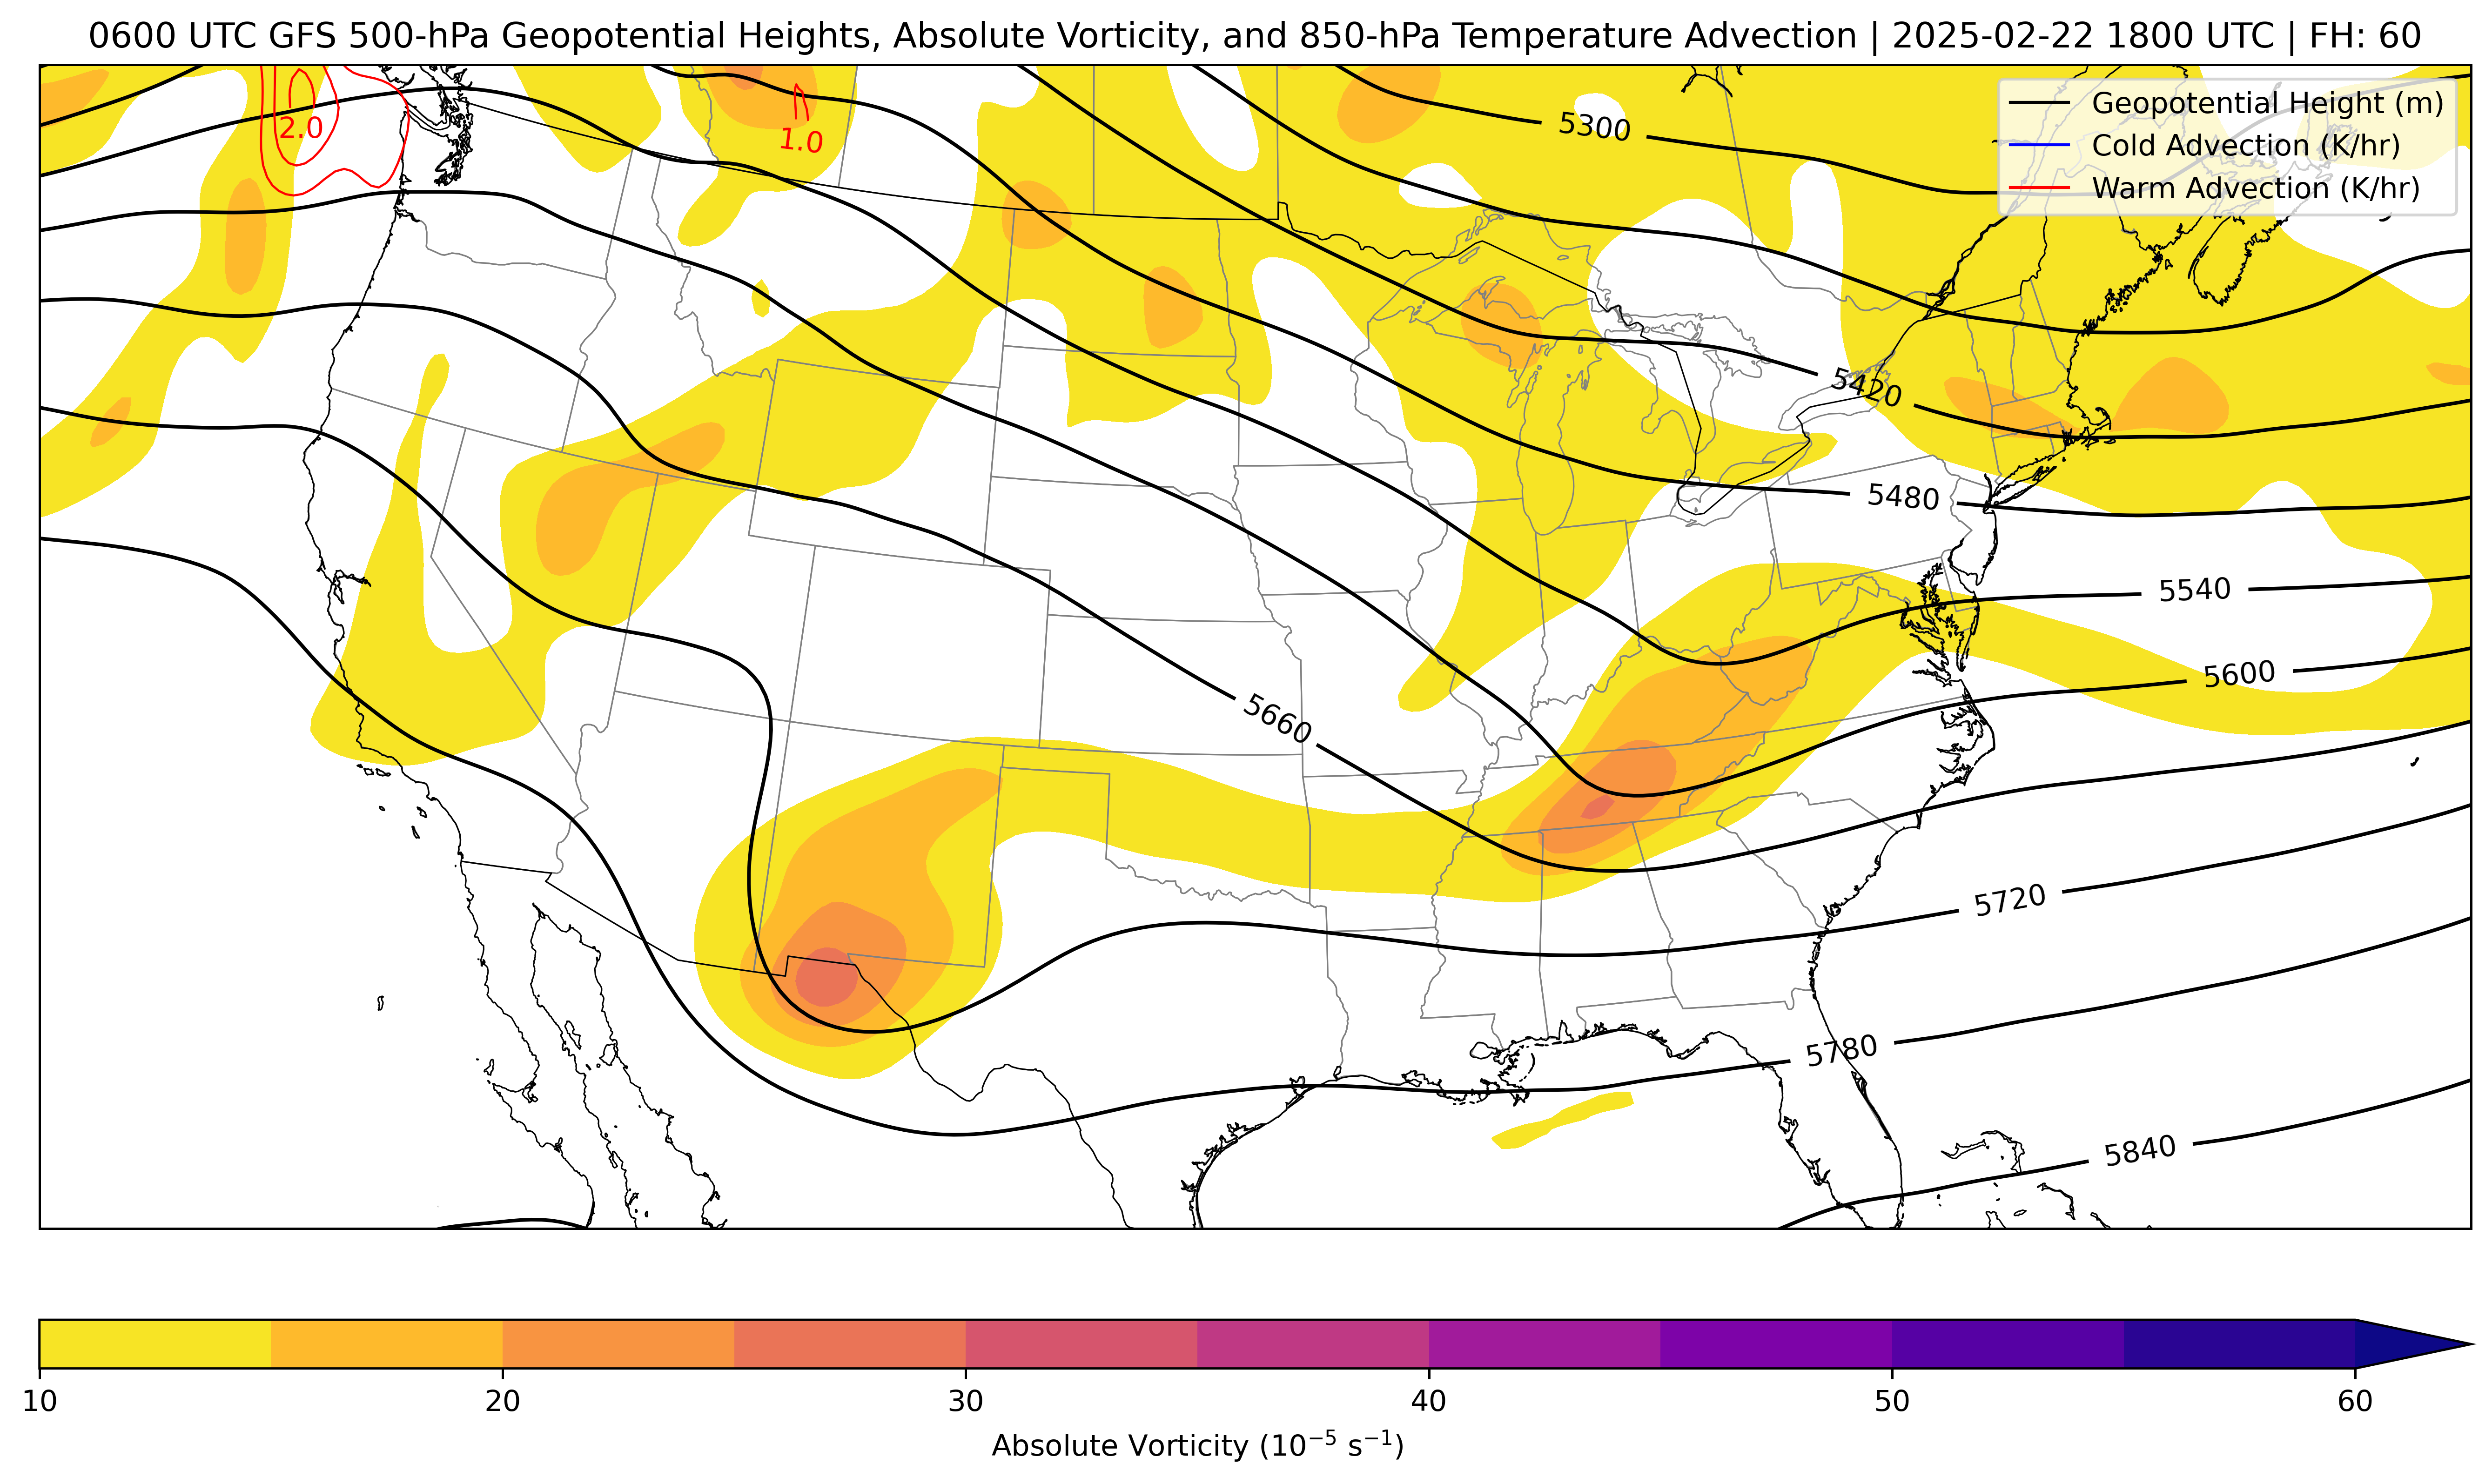 0600 UTC GFS 500-hPa Geopotential Heights, Absolute Vorticity, and 850-hPa Temperature Advection | 2025-02-22 1800 UTC | FH: 60
Geopotential Height (m)
Cold Advection (K/hr)
Warm Advection (K/hr)
2.0
1.0
5300
5420
5480
5540
5600
5660
5720
5780
5840
10 20 30 40 50 60
Absolute Vorticity (10⁻⁵ s⁻¹)